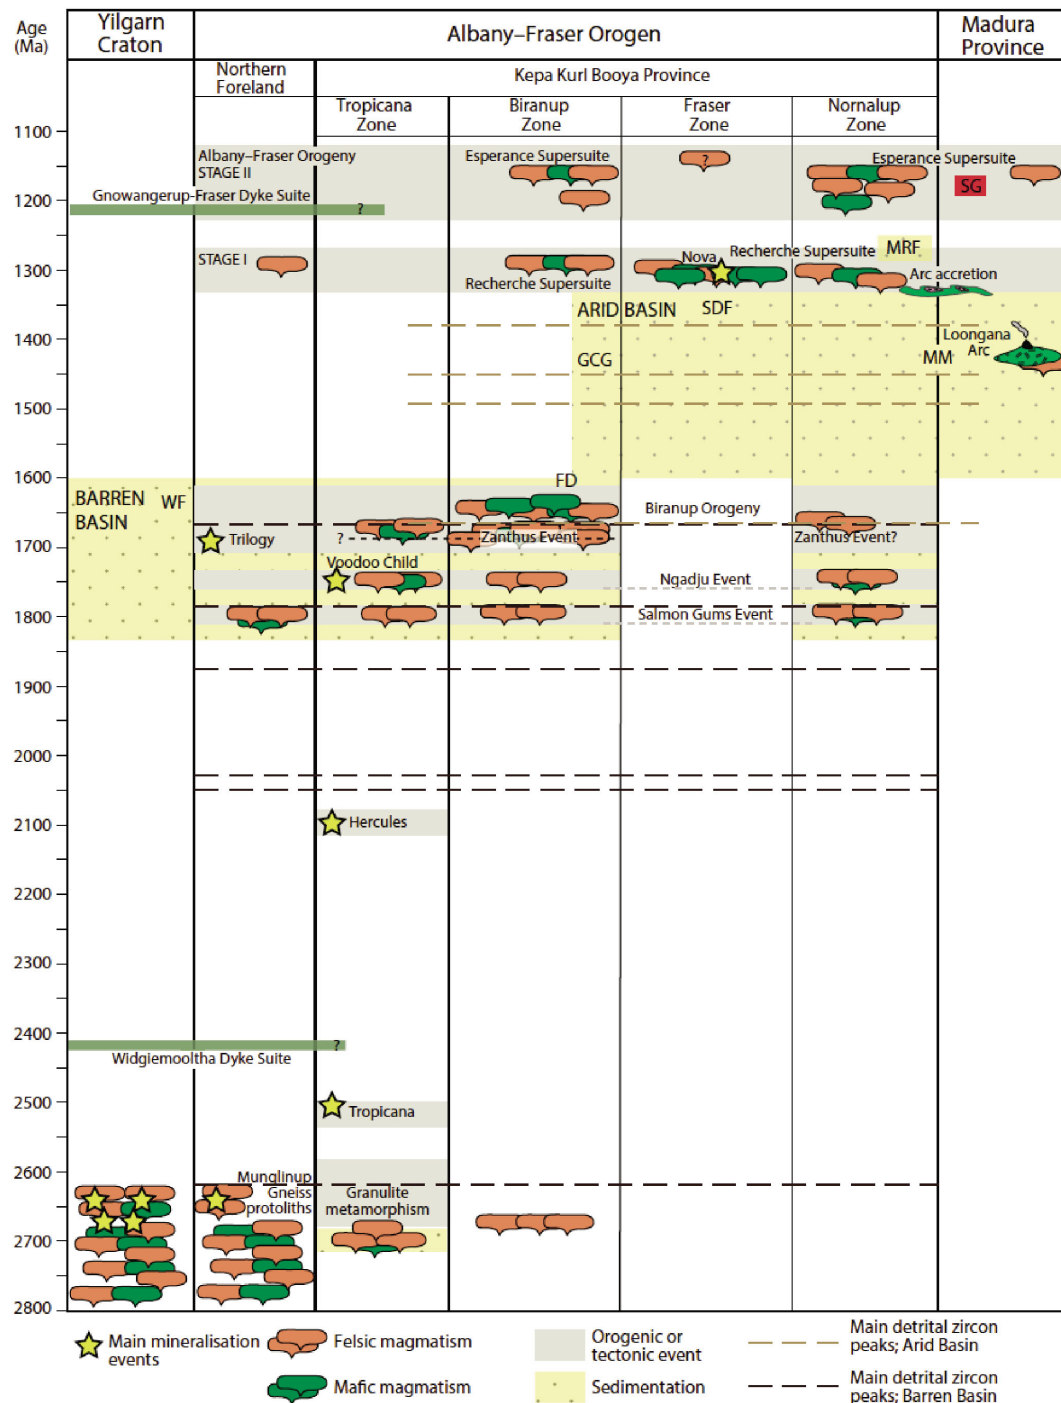 Age
(Ma)
Yilgarn
Craton
Albany–Fraser Orogen
Madura
Province
Northern
Foreland
Kepa Kurl Booya Province
Tropicana
Zone
Biranup
Zone
Fraser
Zone
Nornalup
Zone
1100
Albany–Fraser Orogeny
STAGE II
Esperance Supersuite
?
Esperance Supersuite
SG
Gnowangerup-Fraser Dyke Suite
?
1200
MRF
STAGE I
Nova
Recherche Supersuite
1300
Recherche Supersuite
Arc accretion
ARID BASIN
SDF
1400
Loongana
Arc
GCG
MM
1500
1600
FD
BARREN
BASIN
WF
Biranup Orogeny
Trilogy
?
Zanthus Event
Zanthus Event?
1700
Voodoo Child
Ngadju Event
1800
Salmon Gums Event
1900
2000
2100
Hercules
2200
2300
2400
?
Widgiemooltha Dyke Suite
2500
Tropicana
2600
Munglinup
Gneiss
protoliths
Granulite
metamorphism
2700
2800
Main mineralisation
events
Felsic magmatism
Mafic magmatism
Orogenic or
tectonic event
Sedimentation
Main detrital zircon
peaks; Arid Basin
Main detrital zircon
peaks; Barren Basin